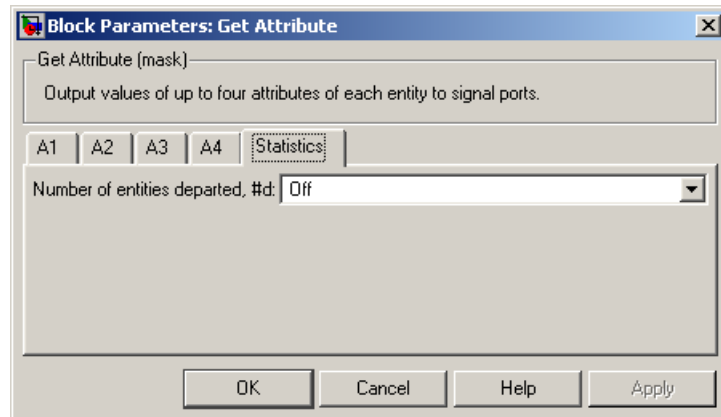 Block Parameters: Get Attribute
Get Attribute (mask)
Output values of up to four attributes of each entity to signal ports.
A1 A2 A3 A4 Statistics
Number of entities departed, #d: Off
OK Cancel Help Apply